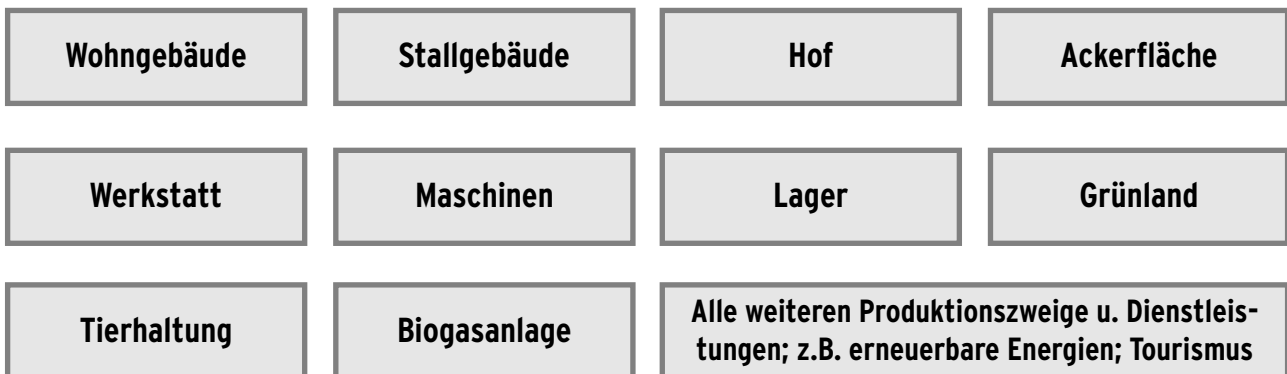 Wohngebäude
Stallgebäude
Hof
Ackerfläche
Werkstatt
Maschinen
Lager
Grünland
Tierhaltung
Biogasanlage
Alle weiteren Produktionszweige u. Dienstleis-
tungen; z.B. erneuerbare Energien; Tourismus